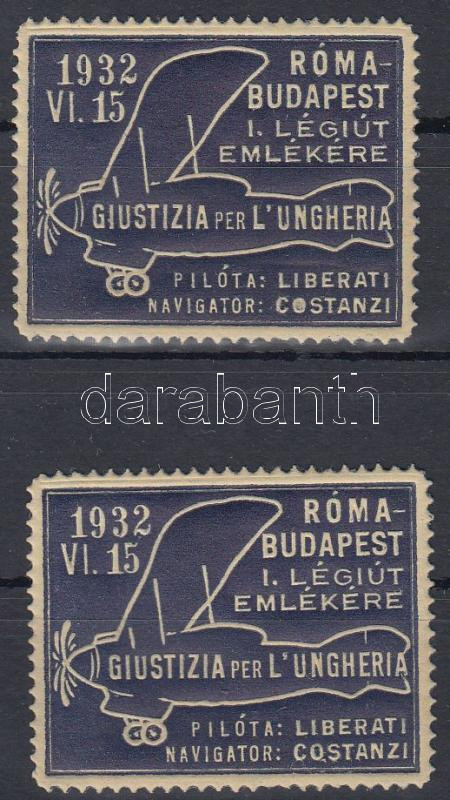 1932
VI.15
RÓMA-
BUDAPEST
I. LÉGIÚT
EMLÉKÉRE
GIUSTIZIA PER L'UNGHERIA
PILÓTA: LIBERATI
NAVIGATOR: COSTANZI
darabanth
1932
VI.15
RÓMA-
BUDAPEST
I. LÉGIÚT
EMLÉKÉRE
GIUSTIZIA PER L'UNGHERIA
PILÓTA: LIBERATI
NAVIGATOR: COSTANZI